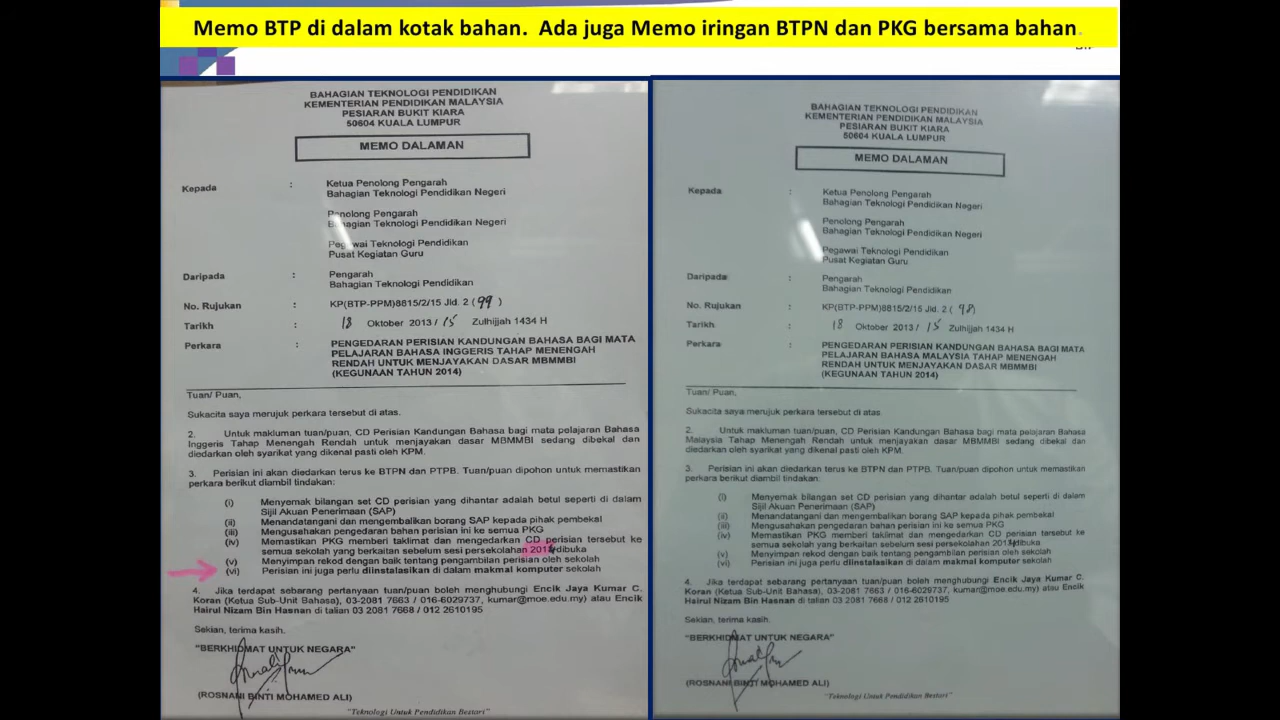 Memo BTP di dalam kotak bahan. Ada juga Memo iringan BTPN dan PKG bersama bahan.
BAHAGIAN TEKNOLOGI PENDIDIKAN
KEMENTERIAN PENDIDIKAN MALAYSIA
PESIARAN BUKIT KIARA
50604 KUALA LUMPUR
MEMO DALAMAN
Kepada : Ketua Penolong Pengarah
Bahagian Teknologi Pendidikan Negeri
Penolong Pengarah
Bahagian Teknologi Pendidikan Negeri
Pegawai Teknologi Pendidikan
Pusat Kegiatan Guru
Daripada : Pengarah
Bahagian Teknologi Pendidikan
No. Rujukan : KP(BTP-PPM)8815/2/15 Jld. 2 (99)
Tarikh : 18 Oktober 2013 / 15 Zulhijjah 1434 H
Perkara : PENGEDARAN PERISIAN KANDUNGAN BAHASA BAGI MATA
PELAJARAN BAHASA INGGERIS TAHAP MENENGAH
RENDAH UNTUK MENJAYAKAN DASAR MBMMBI
(KEGUNAAN TAHUN 2014)
Tuan/ Puan,
Sukacita saya merujuk perkara tersebut di atas.
2. Untuk makluman tuan/puan, CD Perisian Kandungan Bahasa bagi mata pelajaran Bahasa
Inggeris Tahap Menengah Rendah untuk menjayakan dasar MBMMBI sedang dibekal dan
diedarkan oleh syarikat yang dikenal pasti oleh KPM.
3. Perisian ini akan diedarkan terus ke BTPN dan PTPB. Tuan/puan dipohon untuk memastikan
perkara berikut diambil tindakan:
(i) Menyemak bilangan set CD perisian yang dihantar adalah betul seperti di dalam
Sijil Akuan Penerimaan (SAP)
(ii) Menandatangani dan mengembalikan borang SAP kepada pihak pembekal
(iii) Mengusahakan pengedaran bahan perisian ini ke semua PKG
(iv) Memastikan PKG memberi taklimat dan mengedarkan CD perisian tersebut ke
semua sekolah yang berkaitan sebelum sesi persekolahan 2014 dibuka
(v) Menyimpan rekod dengan baik tentang pengambilan perisian oleh sekolah
(vi) Perisian ini juga perlu diinstalasikan di dalam makmal komputer sekolah
4. Jika terdapat sebarang pertanyaan tuan/puan boleh menghubungi Encik Jaya Kumar C.
Koran (Ketua Sub-Unit Bahasa), 03-2081 7663 / 016-6029737, kumar@moe.edu.my) atau Encik
Hairul Nizam Bin Hasnan di talian 03 2081 7668 / 012 2610195
Sekian, terima kasih.
"BERKHIDMAT UNTUK NEGARA"
(ROSNANI BINTI MOHAMED ALI)
"Teknologi Untuk Pendidikan Bestari"
BAHAGIAN TEKNOLOGI PENDIDIKAN
KEMENTERIAN PENDIDIKAN MALAYSIA
PESIARAN BUKIT KIARA
50604 KUALA LUMPUR
MEMO DALAMAN
Kepada : Ketua Penolong Pengarah
Bahagian Teknologi Pendidikan Negeri
Penolong Pengarah
Bahagian Teknologi Pendidikan Negeri
Pegawai Teknologi Pendidikan
Pusat Kegiatan Guru
Daripada : Pengarah
Bahagian Teknologi Pendidikan
No. Rujukan : KP(BTP-PPM)8815/2/15 Jld. 2 (98)
Tarikh : 18 Oktober 2013 / 15 Zulhijjah 1434 H
Perkara : PENGEDARAN PERISIAN KANDUNGAN BAHASA BAGI MATA
PELAJARAN BAHASA MALAYSIA TAHAP MENENGAH
RENDAH UNTUK MENJAYAKAN DASAR MBMMBI
(KEGUNAAN TAHUN 2014)
Tuan/ Puan,
Sukacita saya merujuk perkara tersebut di atas.
2. Untuk makluman tuan/puan, CD Perisian Kandungan Bahasa bagi mata pelajaran Bahasa
Malaysia Tahap Menengah Rendah untuk menjayakan dasar MBMMBI sedang dibekal dan
diedarkan oleh syarikat yang dikenal pasti oleh KPM.
3. Perisian ini akan diedarkan terus ke BTPN dan PTPB. Tuan/puan dipohon untuk memastikan
perkara berikut diambil tindakan:
(i) Menyemak bilangan set CD perisian yang dihantar adalah betul seperti di dalam
Sijil Akuan Penerimaan (SAP)
(ii) Menandatangani dan mengembalikan borang SAP kepada pihak pembekal
(iii) Mengusahakan pengedaran bahan perisian ini ke semua PKG
(iv) Memastikan PKG memberi taklimat dan mengedarkan CD perisian tersebut ke
semua sekolah yang berkaitan sebelum sesi persekolahan 2014 dibuka
(v) Menyimpan rekod dengan baik tentang pengambilan perisian oleh sekolah
(vi) Perisian ini juga perlu diinstalasikan di dalam makmal komputer sekolah
4. Jika terdapat sebarang pertanyaan tuan/puan boleh menghubungi Encik Jaya Kumar C.
Koran (Ketua Sub-Unit Bahasa), 03-2081 7663 / 016-6029737, kumar@moe.edu.my) atau Encik
Hairul Nizam Bin Hasnan di talian 03 2081 7668 / 012 2610195
Sekian, terima kasih.
"BERKHIDMAT UNTUK NEGARA"
(ROSNANI BINTI MOHAMED ALI)
"Teknologi Untuk Pendidikan Bestari"